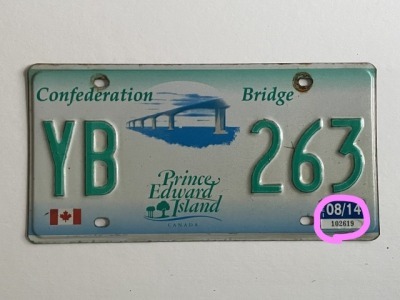 Confederation Bridge
YB 263
Prince
Edward
Island
CANADA
08/14
102619